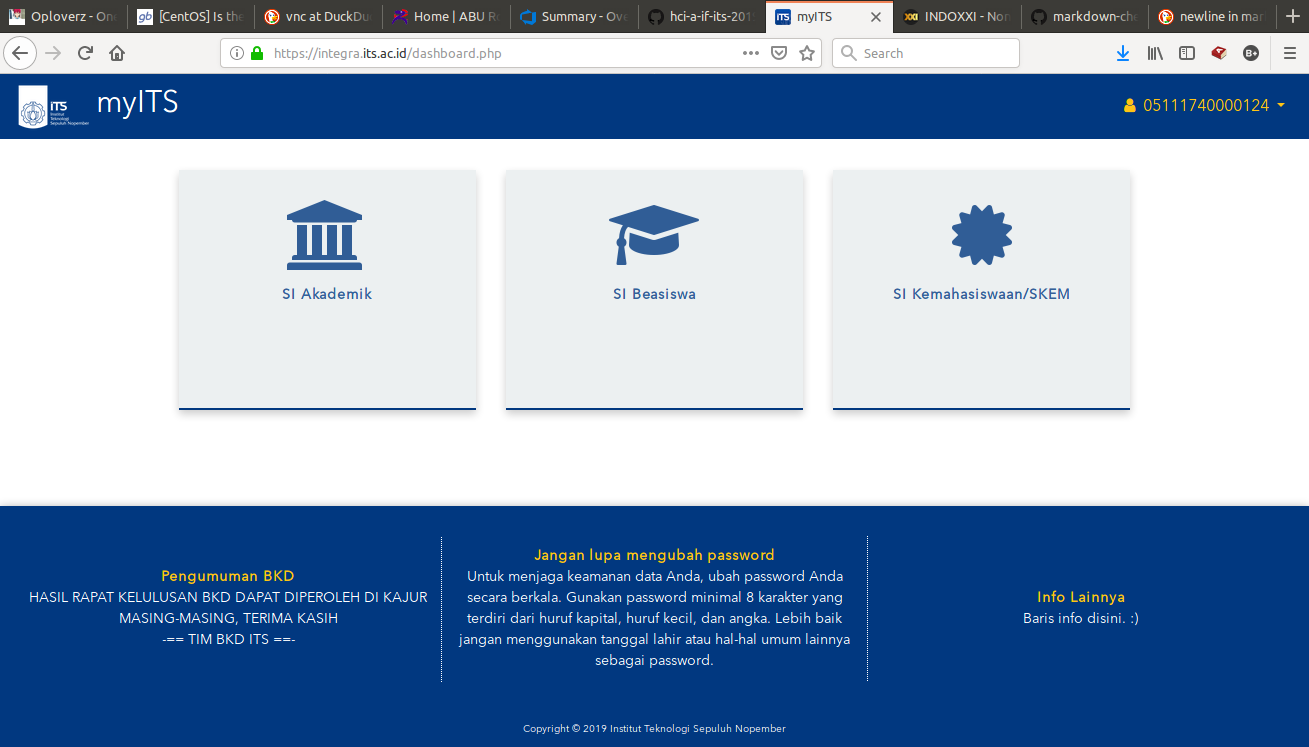 Oploverz - One
[CentOS] Is the
vnc at DuckDu
Home | ABU Ro
Summary - Ove
hci-a-if-its-201
myITS
INDOXXI - Non
markdown-che
newline in mar
https://integra.its.ac.id/dashboard.php
Search
iTS
Institut
Teknologi
Sepuluh Nopember
myITS
05111740000124
SI Akademik
SI Beasiswa
SI Kemahasiswaan/SKEM
Pengumuman BKD
HASIL RAPAT KELULUSAN BKD DAPAT DIPEROLEH DI KAJUR
MASING-MASING, TERIMA KASIH
-== TIM BKD ITS ==-
Jangan lupa mengubah password
Untuk menjaga keamanan data Anda, ubah password Anda
secara berkala. Gunakan password minimal 8 karakter yang
terdiri dari huruf kapital, huruf kecil, dan angka. Lebih baik
jangan menggunakan tanggal lahir atau hal-hal umum lainnya
sebagai password.
Info Lainnya
Baris info disini. :)
Copyright © 2019 Institut Teknologi Sepuluh Nopember